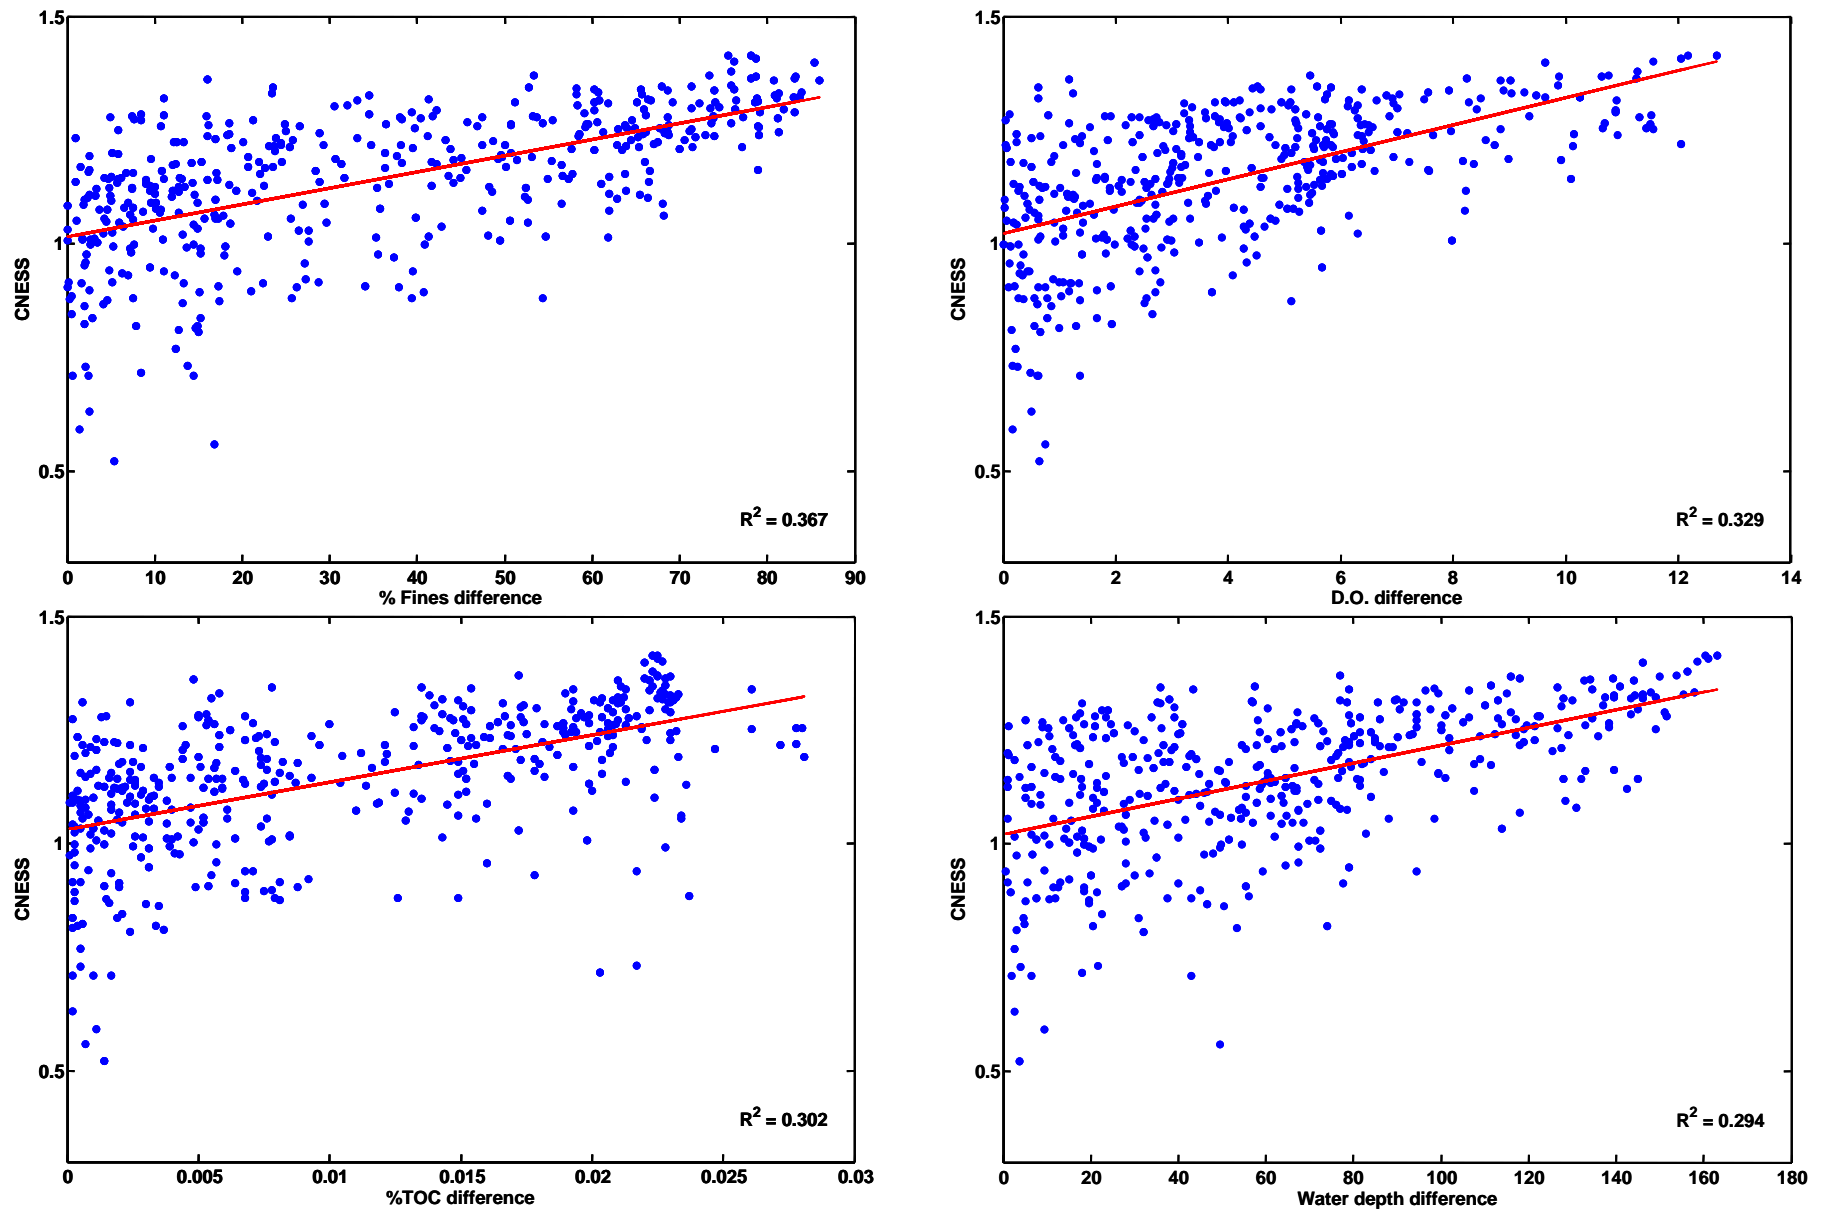 1.5
1
0.5
CNESS
R² = 0.367
0 10 20 30 40 50 60 70 80 90
% Fines difference
1.5
1
0.5
CNESS
R² = 0.329
0 2 4 6 8 10 12 14
D.O. difference
1.5
1
0.5
CNESS
R² = 0.302
0 0.005 0.01 0.015 0.02 0.025 0.03
%TOC difference
1.5
1
0.5
CNESS
R² = 0.294
0 20 40 60 80 100 120 140 160 180
Water depth difference